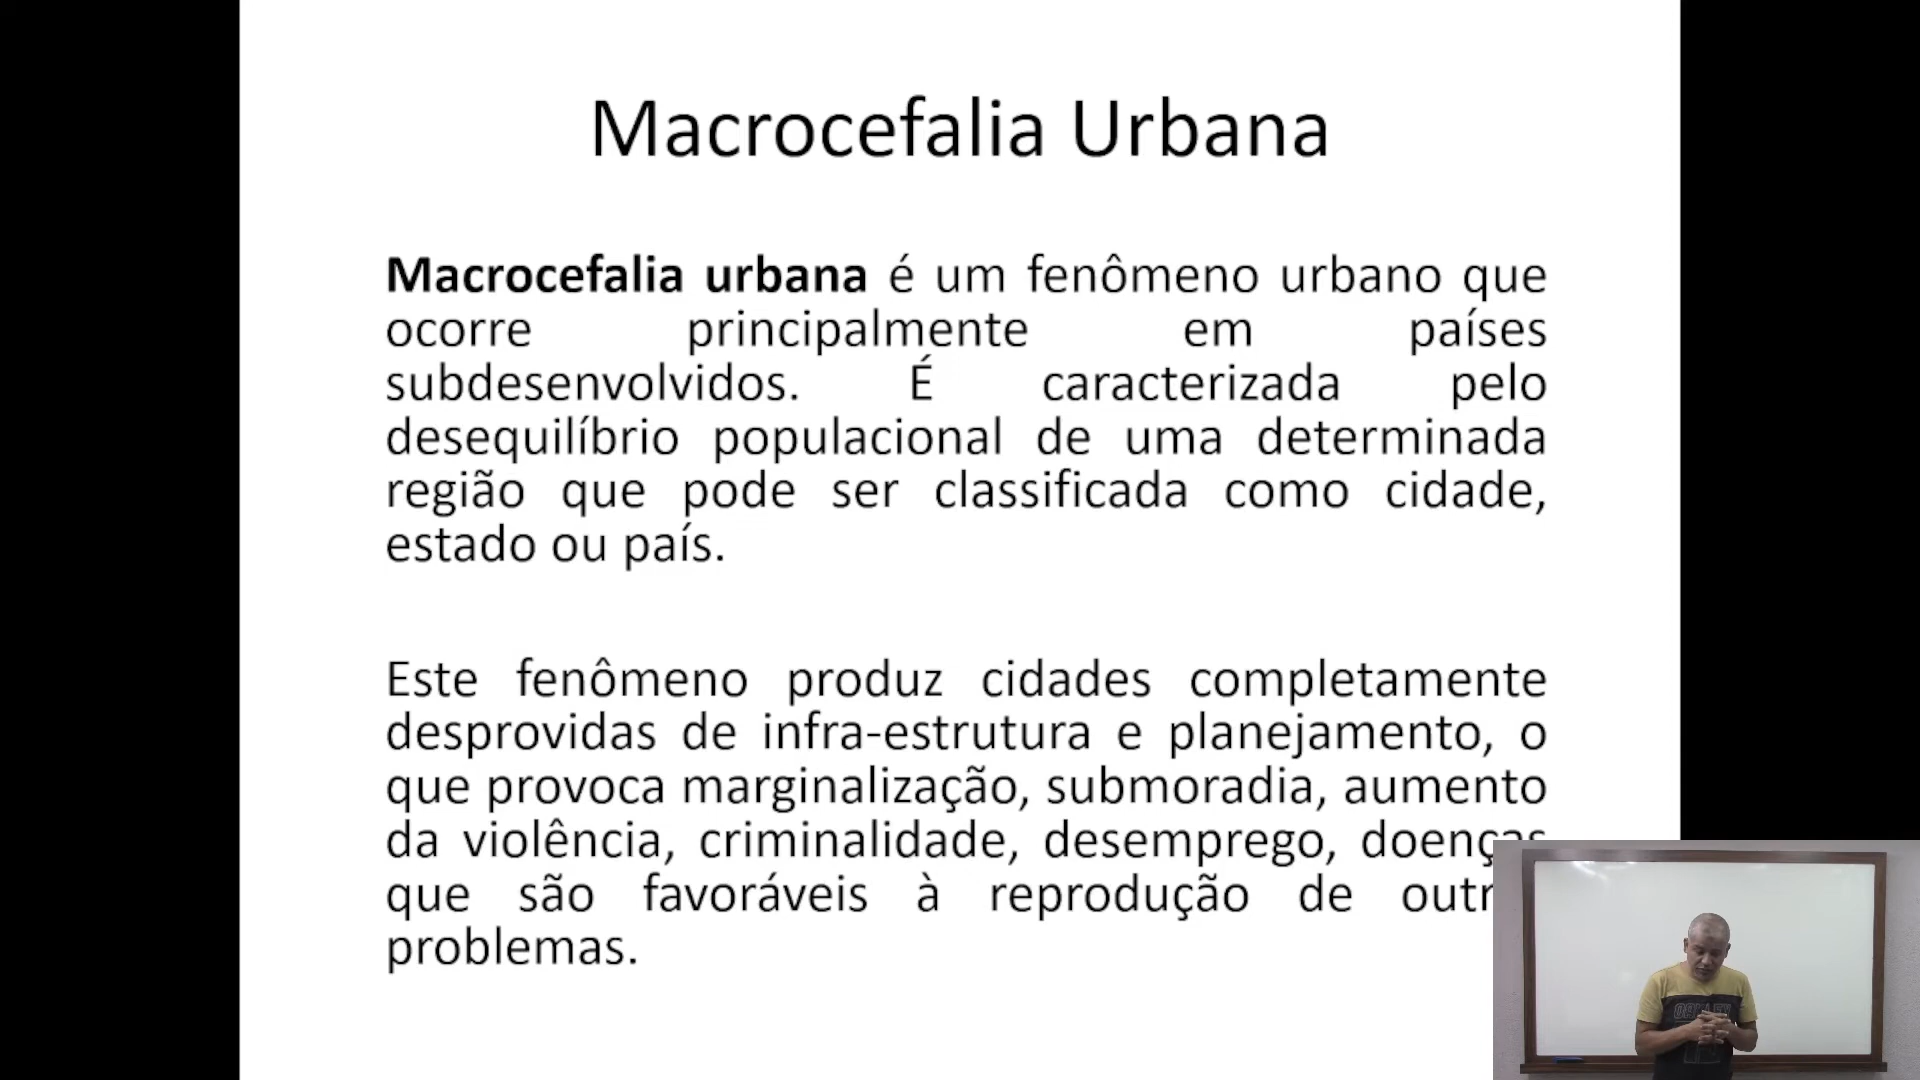 Macrocefalia Urbana
Macrocefalia urbana é um fenômeno urbano que
ocorre principalmente em países
subdesenvolvidos. É caracterizada pelo
desequilíbrio populacional de uma determinada
região que pode ser classificada como cidade,
estado ou país.
Este fenômeno produz cidades completamente
desprovidas de infra-estrutura e planejamento, o
que provoca marginalização, submoradia, aumento
da violência, criminalidade, desemprego, doenças
que são favoráveis à reprodução de
problemas.